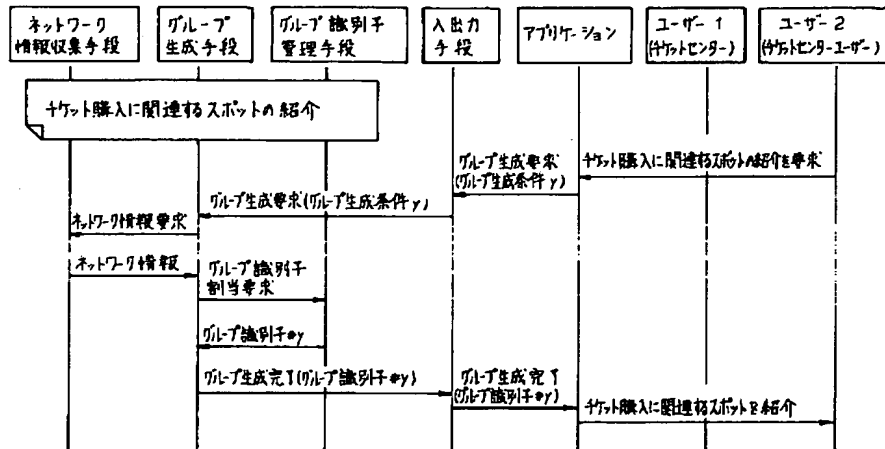 ネットワーク
情報収集手段
グループ
生成手段
グループ識別子
管理手段
入出力
手段
アプリケーション
ユーザー 1
(チケットセンター)
ユーザー 2
(チケットセンターユーザー)
チケット購入に関連するスポットの紹介
チケット購入に関連するスポットの紹介を要求
グループ生成要求
(グループ生成条件 y)
グループ生成要求(グループ生成条件 y)
ネットワーク情報要求
ネットワーク情報
グループ識別子
割当要求
グループ識別子#y
グループ生成完了(グループ識別子#y)
グループ生成完了
(グループ識別子#y)
チケット購入に関連するスポットを紹介